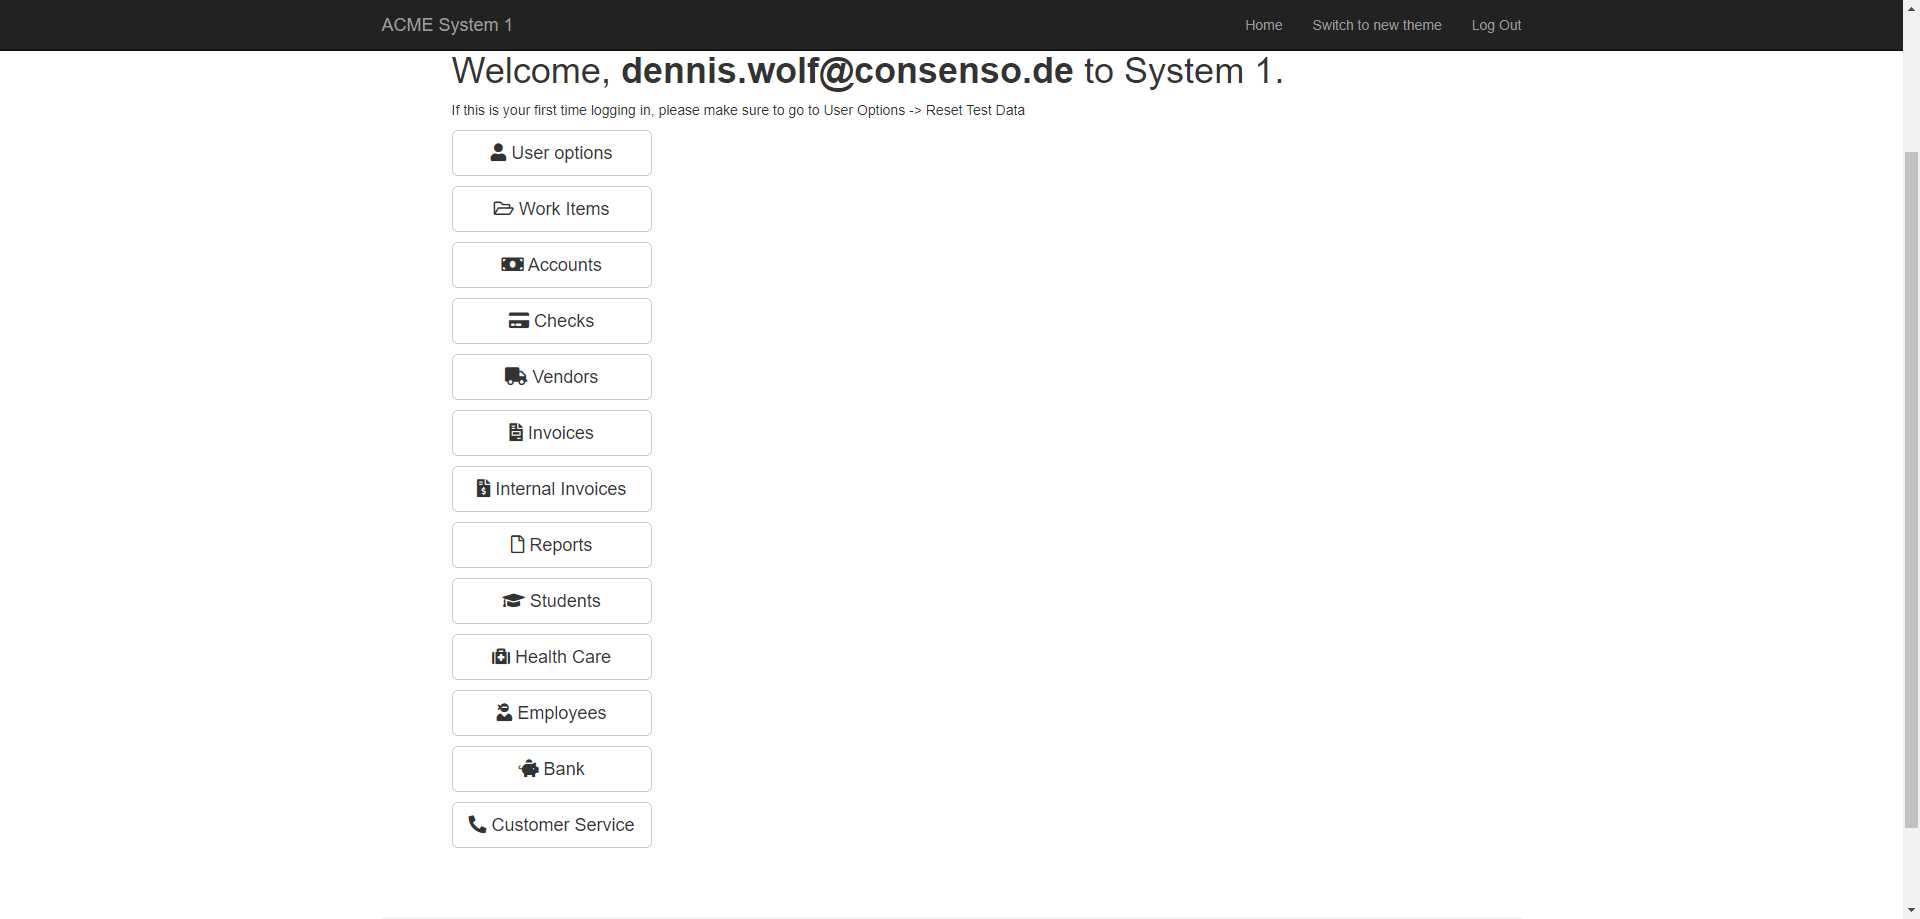 ACME System 1
Home
Switch to new theme
Log Out
Welcome, dennis.wolf@consenso.de to System 1.
If this is your first time logging in, please make sure to go to User Options -> Reset Test Data
User options
Work Items
Accounts
Checks
Vendors
Invoices
Internal Invoices
Reports
Students
Health Care
Employees
Bank
Customer Service